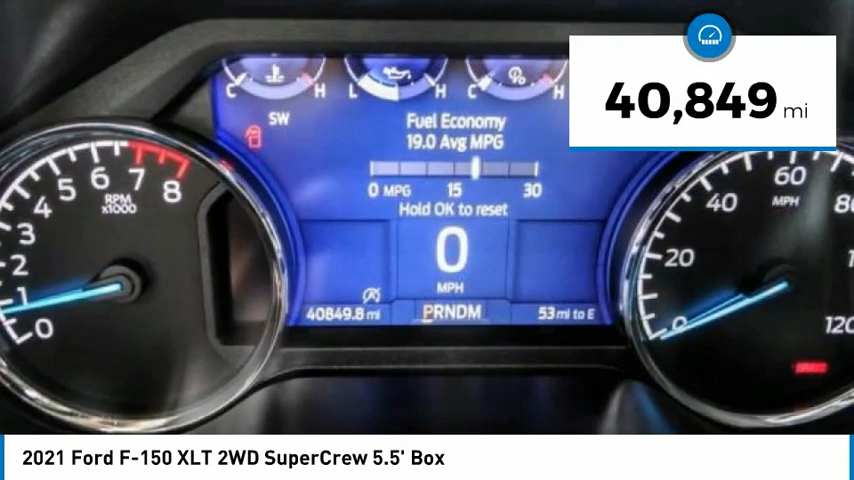 40,849 mi
C H L H C H
SW
Fuel Economy
19.0 Avg MPG
0 MPG 15 30
Hold OK to reset
0
MPH
40849.8 mi PRNDM 53 mi to E
0 1 2 3 4 5 6 7 8
RPM
x1000
0 20 40 60 80
MPH
120
2021 Ford F-150 XLT 2WD SuperCrew 5.5' Box